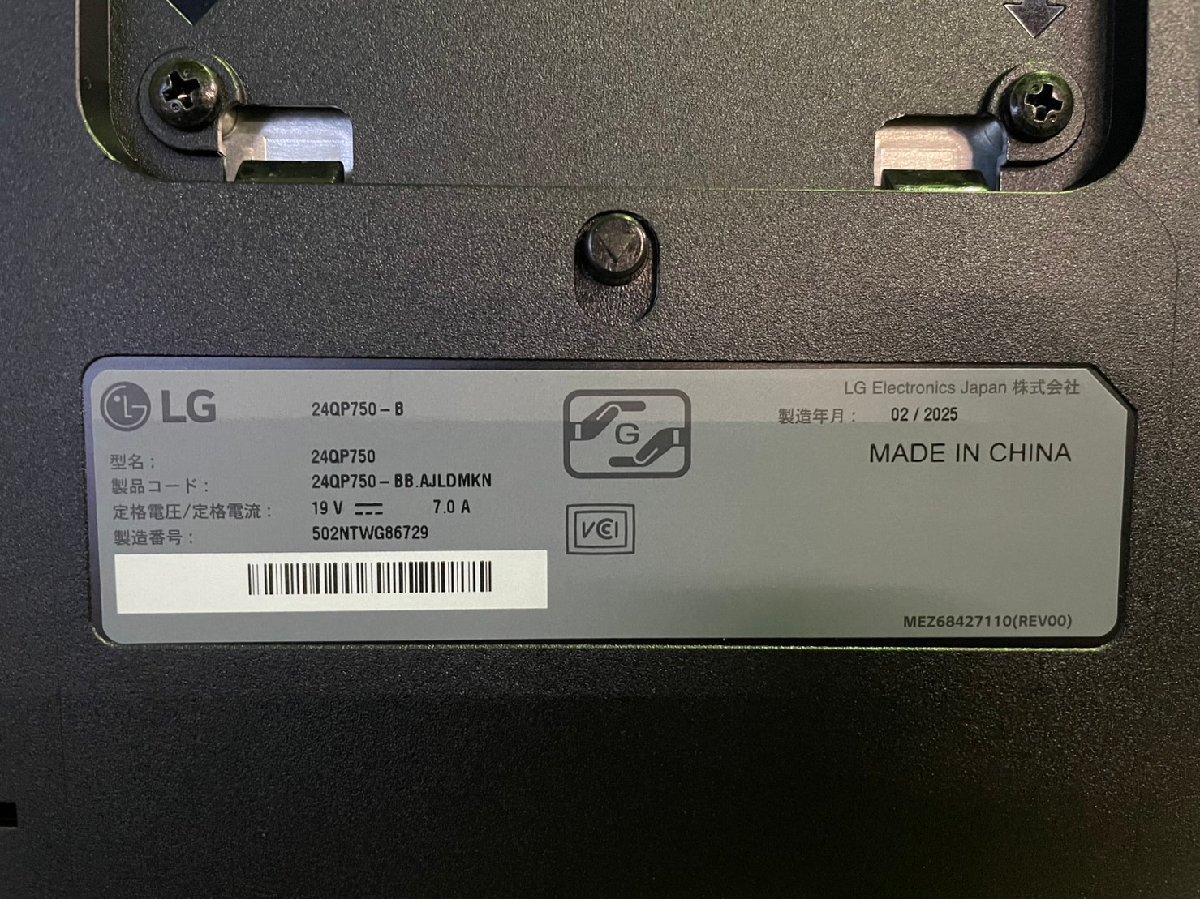 LG
24QP750-B
型名: 24QP750
製品コード: 24QP750-BB.AJLDMKN
定格電圧/定格電流: 19 V 7.0 A
製造番号: 502NTWG86729
G
VCCI
LG Electronics Japan 株式会社
製造年月: 02 / 2025
MADE IN CHINA
MEZ68427110(REV00)